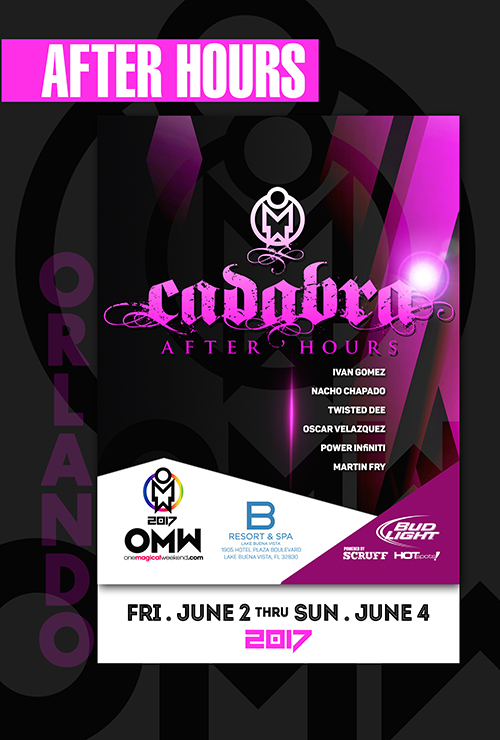 AFTER HOURS
ORLANDO
OMW
cadabra
AFTER HOURS
IVAN GOMEZ
NACHO CHAPADO
TWISTED DEE
OSCAR VELAZQUEZ
POWER INFiNITI
MARTIN FRY
2017
OMW
onemagicalweekend.com
B
RESORT & SPA
LAKE BUENA VISTA
1905 HOTEL PLAZA BOULEVARD
LAKE BUENA VISTA, FL 32830
BUD
LIGHT
POWERED BY
SCRUFF HOTspots!
FRI . JUNE 2 THRU SUN . JUNE 4
2017